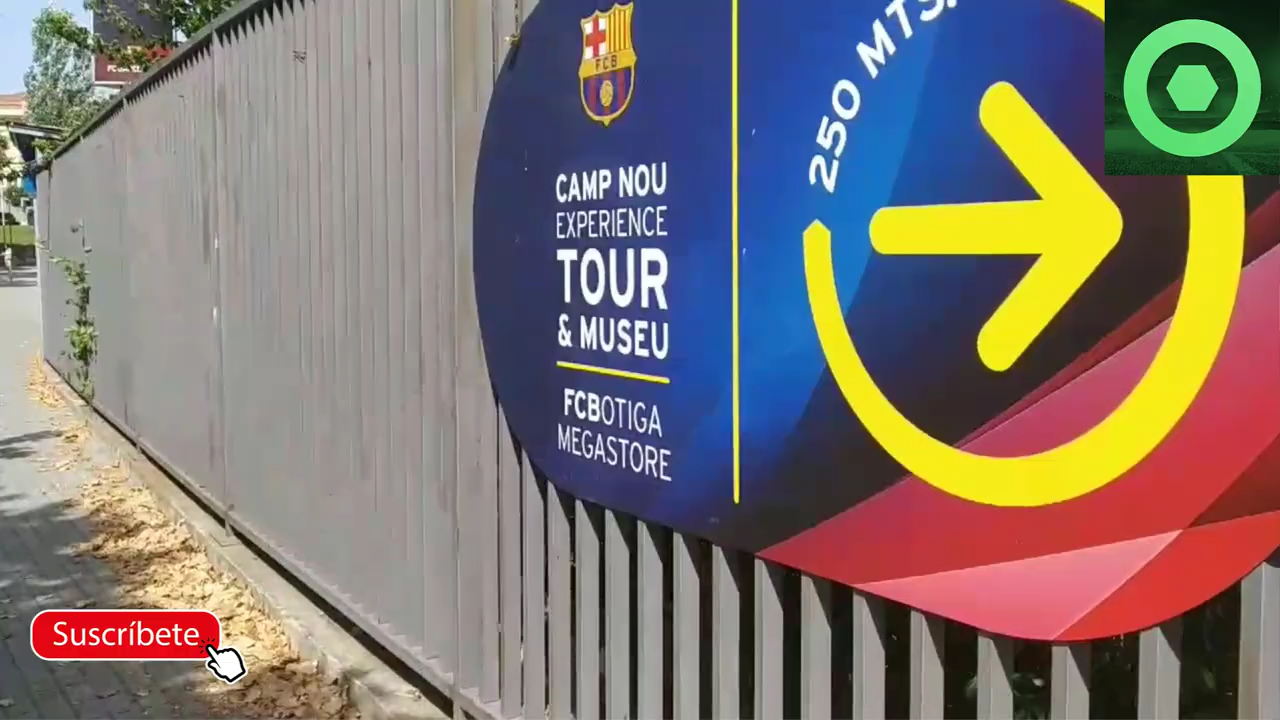 FCB
CAMP NOU
EXPERIENCE
TOUR
& MUSEU
FCBOTIGA
MEGASTORE
250 MTS.
Suscríbete